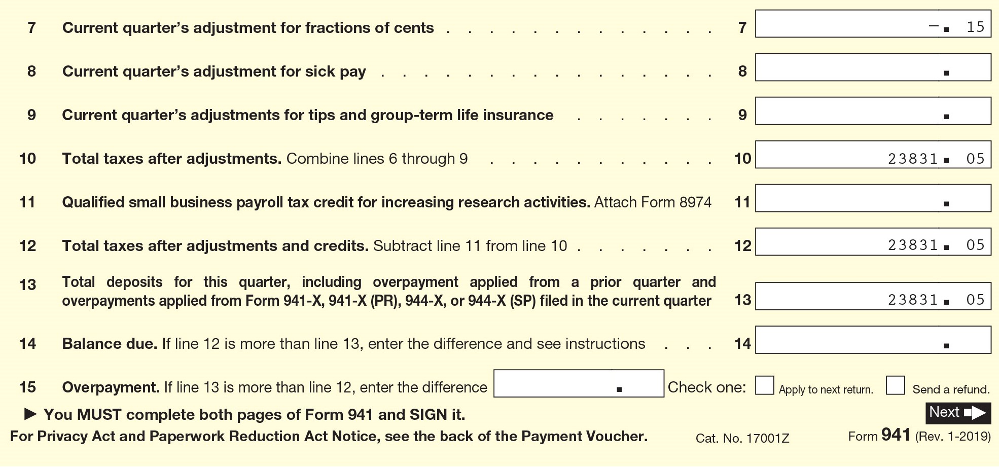 7 Current quarter's adjustment for fractions of cents . . . . . . . . . . . . . 7 –. 15
8 Current quarter's adjustment for sick pay . . . . . . . . . . . . . . . . 8 .
9 Current quarter's adjustments for tips and group-term life insurance . . . . . . . 9 .
10 Total taxes after adjustments. Combine lines 6 through 9 . . . . . . . . . . . 10 23831. 05
11 Qualified small business payroll tax credit for increasing research activities. Attach Form 8974 11 .
12 Total taxes after adjustments and credits. Subtract line 11 from line 10 . . . . . . . 12 23831. 05
13 Total deposits for this quarter, including overpayment applied from a prior quarter and
overpayments applied from Form 941-X, 941-X (PR), 944-X, or 944-X (SP) filed in the current quarter 13 23831. 05
14 Balance due. If line 12 is more than line 13, enter the difference and see instructions . . . 14 .
15 Overpayment. If line 13 is more than line 12, enter the difference . Check one: Apply to next return. Send a refund.
► You MUST complete both pages of Form 941 and SIGN it. Next
For Privacy Act and Paperwork Reduction Act Notice, see the back of the Payment Voucher. Cat. No. 17001Z Form 941 (Rev. 1-2019)